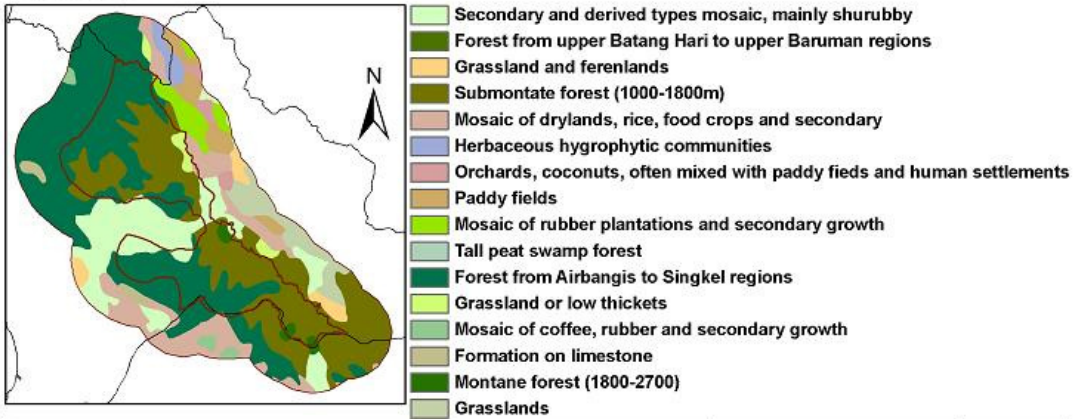 Secondary and derived types mosaic, mainly shurubby
Forest from upper Batang Hari to upper Baruman regions
Grassland and ferenlands
N
Submontate forest (1000-1800m)
Mosaic of drylands, rice, food crops and secondary
Herbaceous hygrophytic communities
Orchards, coconuts, often mixed with paddy fieds and human settlements
Paddy fields
Mosaic of rubber plantations and secondary growth
Tall peat swamp forest
Forest from Airbangis to Singkel regions
Grassland or low thickets
Mosaic of coffee, rubber and secondary growth
Formation on limestone
Montane forest (1800-2700)
Grasslands